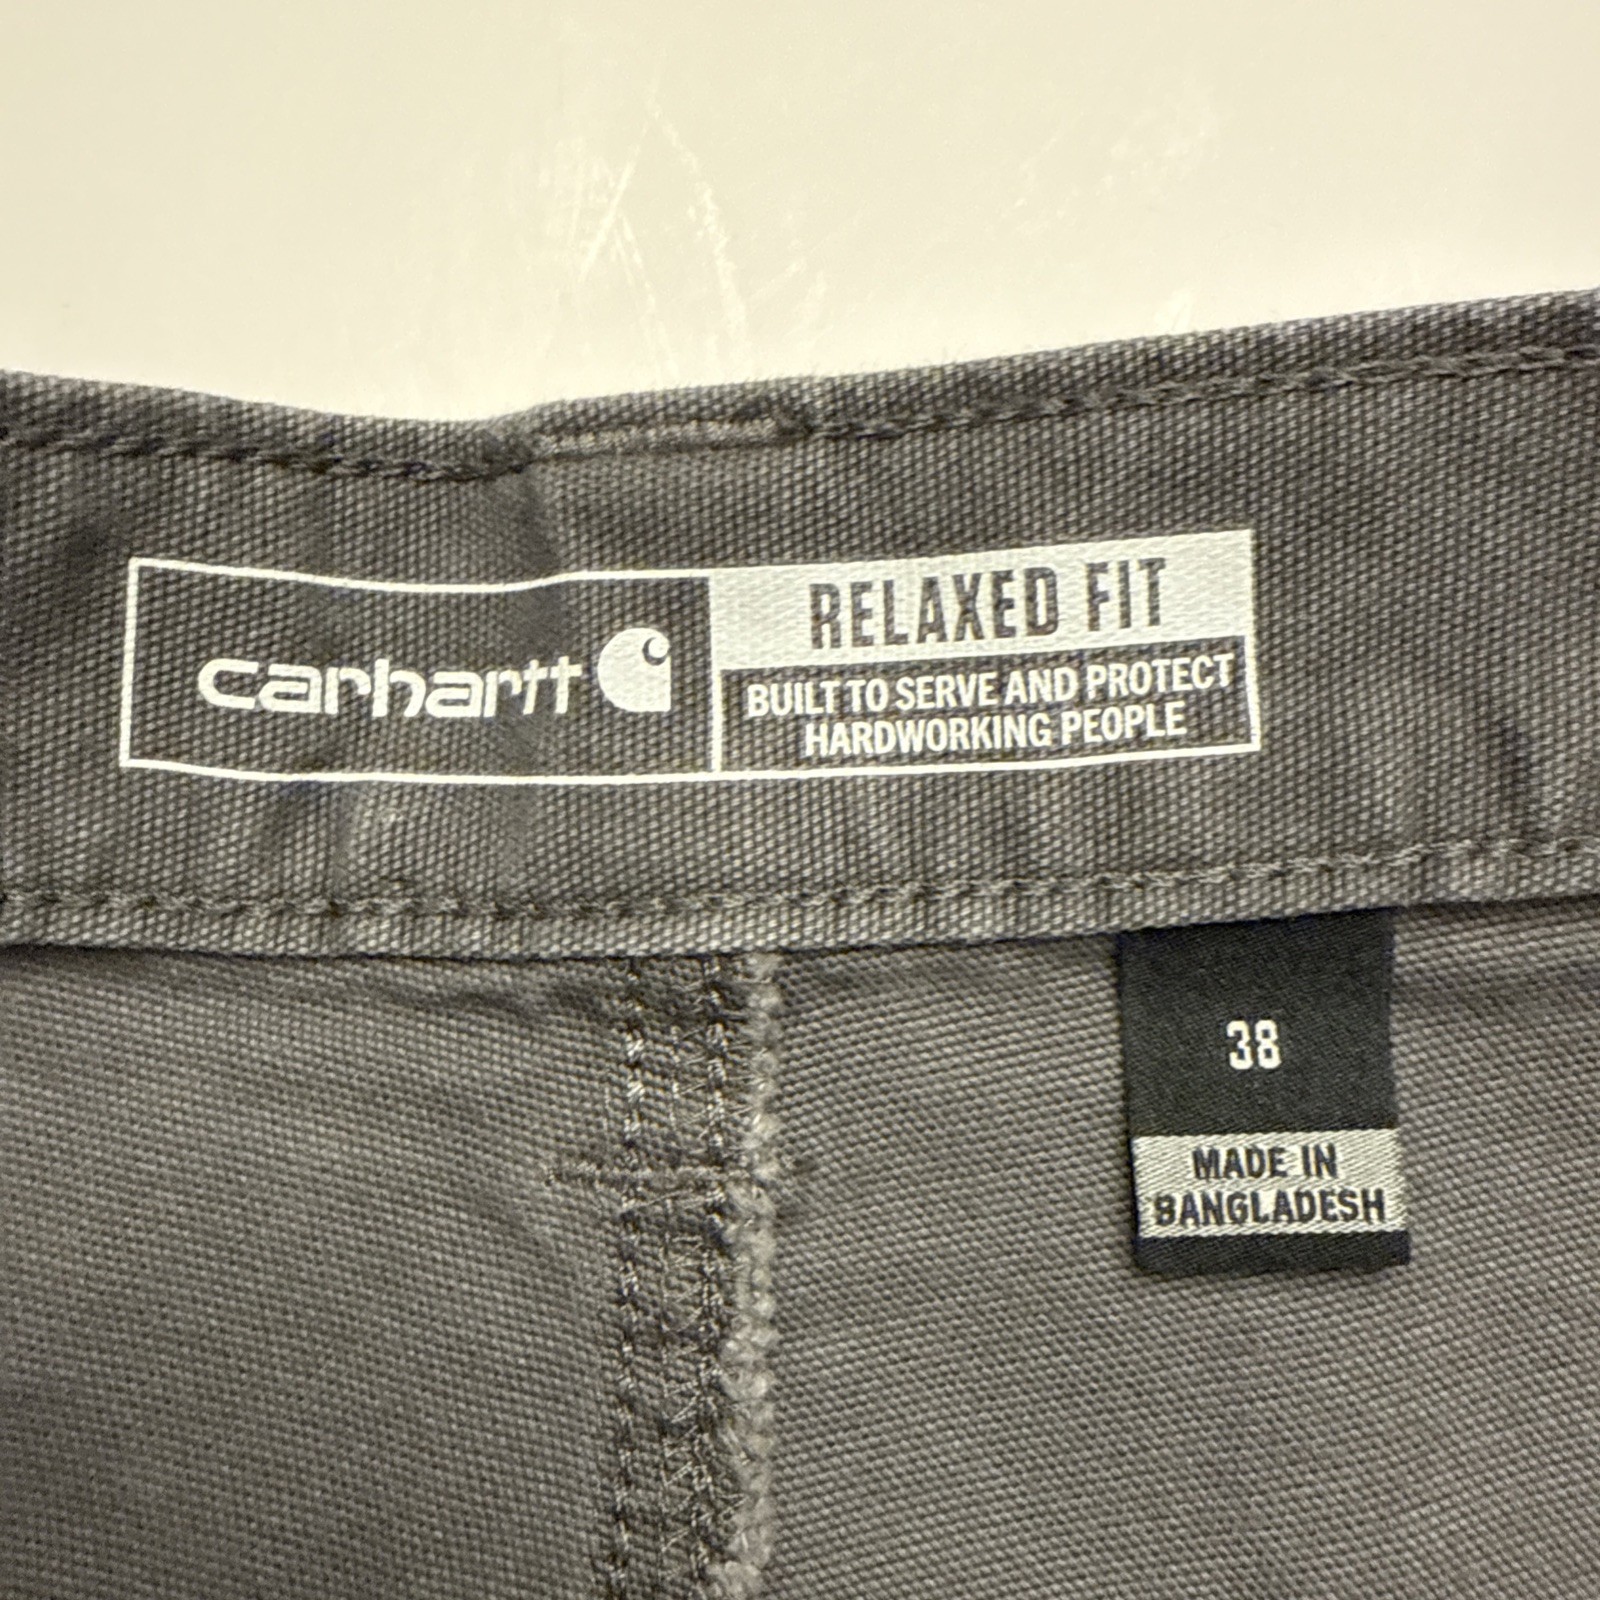 carhartt
RELAXED FIT
BUILT TO SERVE AND PROTECT
HARDWORKING PEOPLE
38
MADE IN
BANGLADESH